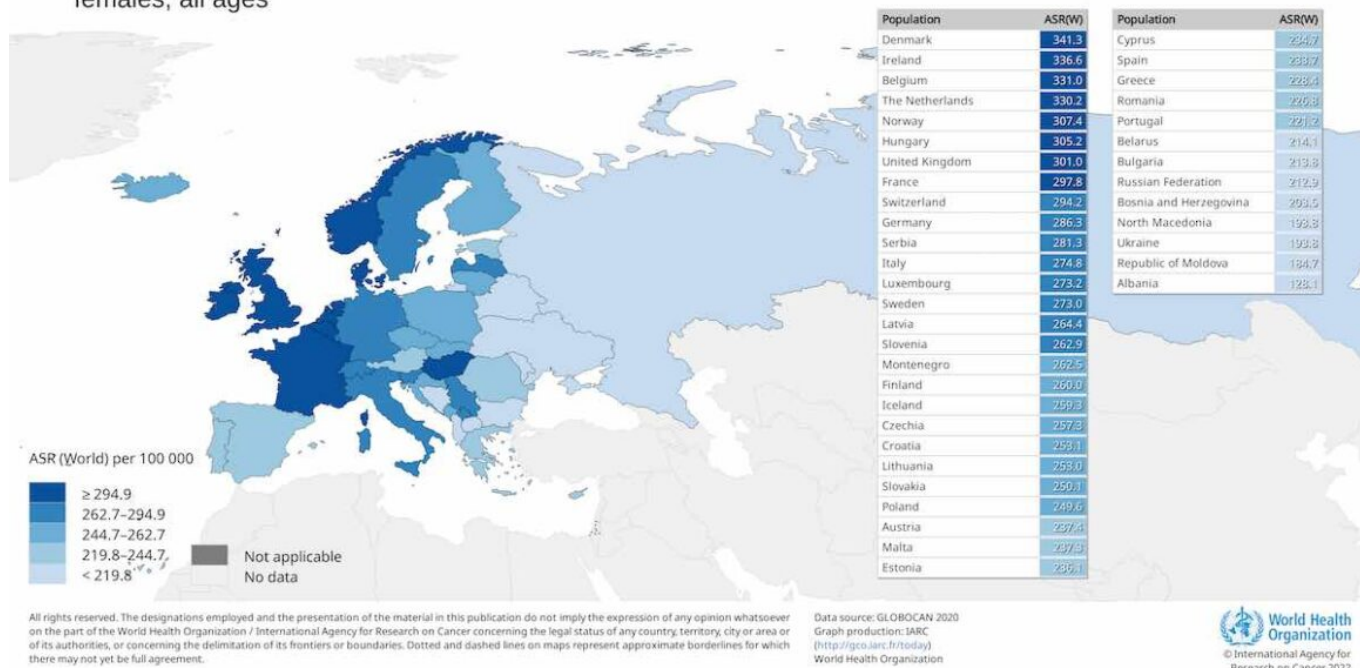 females, all ages
Population ASR(W)
Denmark 341.3
Ireland 336.6
Belgium 331.0
The Netherlands 330.2
Norway 307.4
Hungary 305.2
United Kingdom 301.0
France 297.8
Switzerland 294.2
Germany 286.3
Serbia 281.3
Italy 274.8
Luxembourg 273.2
Sweden 273.0
Latvia 264.4
Slovenia 262.9
Montenegro 262.5
Finland 260.0
Iceland 259.3
Czechia 257.3
Croatia 253.1
Lithuania 253.0
Slovakia 250.1
Poland 249.6
Austria 237.4
Malta 237.3
Estonia 236.1
Population ASR(W)
Cyprus 234.7
Spain 233.7
Greece 228.4
Romania 226.8
Portugal 221.2
Belarus 214.1
Bulgaria 213.8
Russian Federation 212.9
Bosnia and Herzegovina 203.5
North Macedonia 193.8
Ukraine 193.8
Republic of Moldova 184.7
Albania 128.1
ASR (World) per 100 000
≥ 294.9
262.7–294.9
244.7–262.7
219.8–244.7
< 219.8
Not applicable
No data
All rights reserved. The designations employed and the presentation of the material in this publication do not imply the expression of any opinion whatsoever
on the part of the World Health Organization / International Agency for Research on Cancer concerning the legal status of any country, territory, city or area or
of its authorities, or concerning the delimitation of its frontiers or boundaries. Dotted and dashed lines on maps represent approximate borderlines for which
there may not yet be full agreement.
Data source: GLOBOCAN 2020
Graph production: IARC
(http://gco.iarc.fr/today)
World Health Organization
World Health
Organization
© International Agency for
Research on Cancer 2022